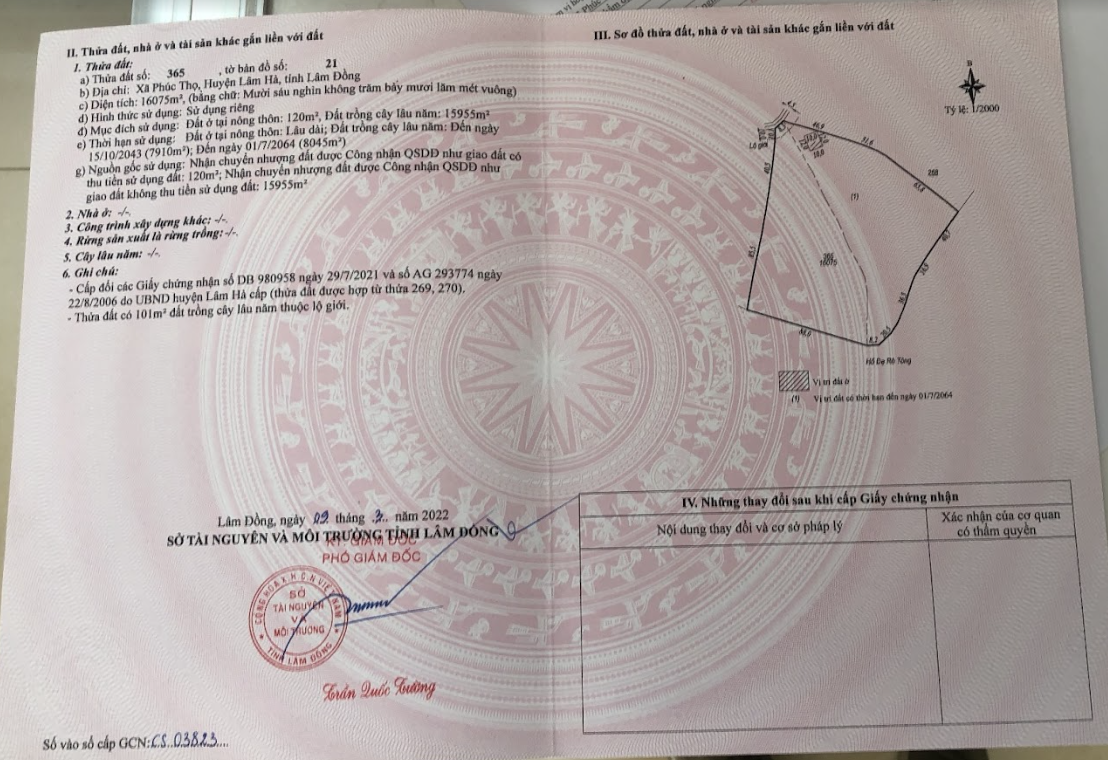 II. Thửa đất, nhà ở và tài sản khác gắn liền với đất
1. Thửa đất:
a) Thửa đất số: 365 , tờ bản đồ số: 21
b) Địa chỉ: Xã Phúc Thọ, Huyện Lâm Hà, tỉnh Lâm Đồng
c) Diện tích: 16075m², (bằng chữ: Mười sáu nghìn không trăm bảy mươi lăm mét vuông)
d) Hình thức sử dụng: Sử dụng riêng
đ) Mục đích sử dụng: Đất ở tại nông thôn: 120m², Đất trồng cây lâu năm: 15955m²
e) Thời hạn sử dụng: Đất ở tại nông thôn: Lâu dài; Đất trồng cây lâu năm: Đến ngày
15/10/2043 (7910m²); Đến ngày 01/7/2064 (8045m²)
g) Nguồn gốc sử dụng: Nhận chuyển nhượng đất được Công nhận QSDĐ như giao đất có
thu tiền sử dụng đất: 120m²; Nhận chuyển nhượng đất được Công nhận QSDĐ như
giao đất không thu tiền sử dụng đất: 15955m²
2. Nhà ở: -/-
3. Công trình xây dựng khác: -/-.
4. Rừng sản xuất là rừng trồng: -/-.
5. Cây lâu năm: -/-
6. Ghi chú:
- Cấp đổi các Giấy chứng nhận số DB 980958 ngày 29/7/2021 và số AG 293774 ngày
22/8/2006 do UBND huyện Lâm Hà cấp (thửa đất được hợp từ thửa 269, 270).
- Thửa đất có 101m² đất trồng cây lâu năm thuộc lộ giới.
Lâm Đồng, ngày 09 tháng 3. năm 2022
SỞ TÀI NGUYÊN VÀ MÔI TRƯỜNG TỈNH LÂM ĐỒNG
KT. GIÁM ĐỐC
PHÓ GIÁM ĐỐC
CỘNG HÒA X.H.C.N VIỆT NAM
SỞ
TÀI NGUYÊN
VÀ
MÔI TRƯỜNG
TỈNH LÂM ĐỒNG
Trần Quốc Tường
Số vào sổ cấp GCN: CS 03823
III. Sơ đồ thửa đất, nhà ở và tài sản khác gắn liền với đất
B
Tỷ lệ: 1/2000
Lộ giới
268
(1)
16075
Hồ Đạ Rê Tông
Vị trí đất ở
(1) Vị trí đất có thời hạn đến ngày 01/7/2064
IV. Những thay đổi sau khi cấp Giấy chứng nhận
Nội dung thay đổi và cơ sở pháp lý
Xác nhận của cơ quan
có thẩm quyền